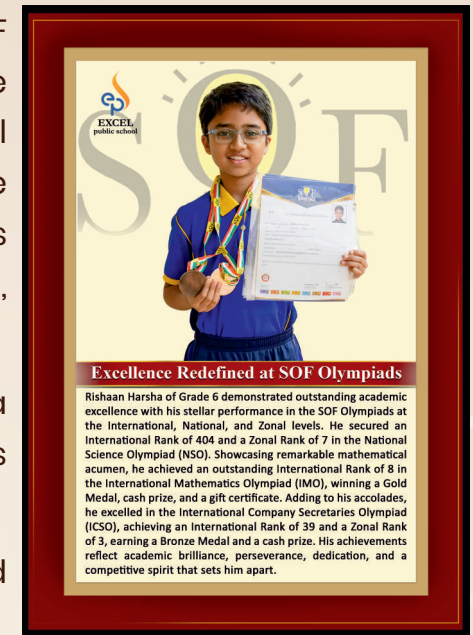 F
e
l
e
s
,
a
s
d
EXCEL
public school
SOF
SOF
Excellence Redefined at SOF Olympiads
Rishaan Harsha of Grade 6 demonstrated outstanding academic
excellence with his stellar performance in the SOF Olympiads at
the International, National, and Zonal levels. He secured an
International Rank of 404 and a Zonal Rank of 7 in the National
Science Olympiad (NSO). Showcasing remarkable mathematical
acumen, he achieved an outstanding International Rank of 8 in
the International Mathematics Olympiad (IMO), winning a Gold
Medal, cash prize, and a gift certificate. Adding to his accolades,
he excelled in the International Company Secretaries Olympiad
(ICSO), achieving an International Rank of 39 and a Zonal Rank
of 3, earning a Bronze Medal and a cash prize. His achievements
reflect academic brilliance, perseverance, dedication, and a
competitive spirit that sets him apart.